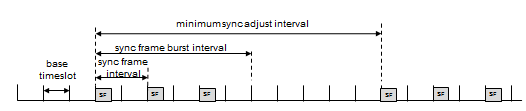 minimum sync adjust interval
sync frame burst interval
base
timeslot
sync frame
interval
SF
SF
SF
SF
SF
SF